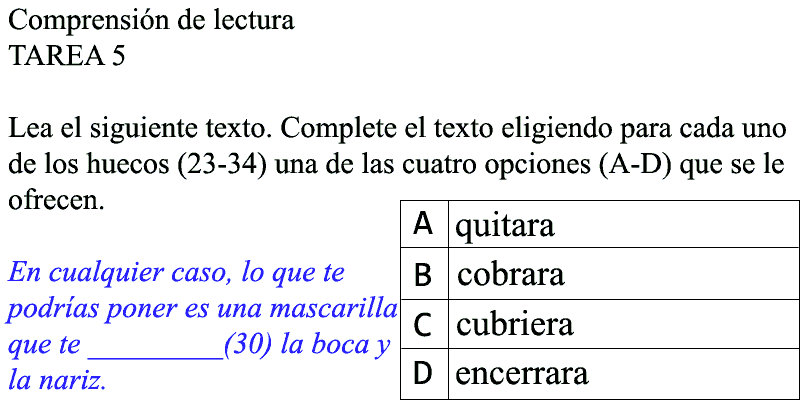 Comprensión de lectura
TAREA 5
Lea el siguiente texto. Complete el texto eligiendo para cada uno
de los huecos (23-34) una de las cuatro opciones (A-D) que se le
ofrecen.
En cualquier caso, lo que te
podrías poner es una mascarilla
que te _________(30) la boca y
la nariz.
A quitara
B cobrara
C cubriera
D encerrara